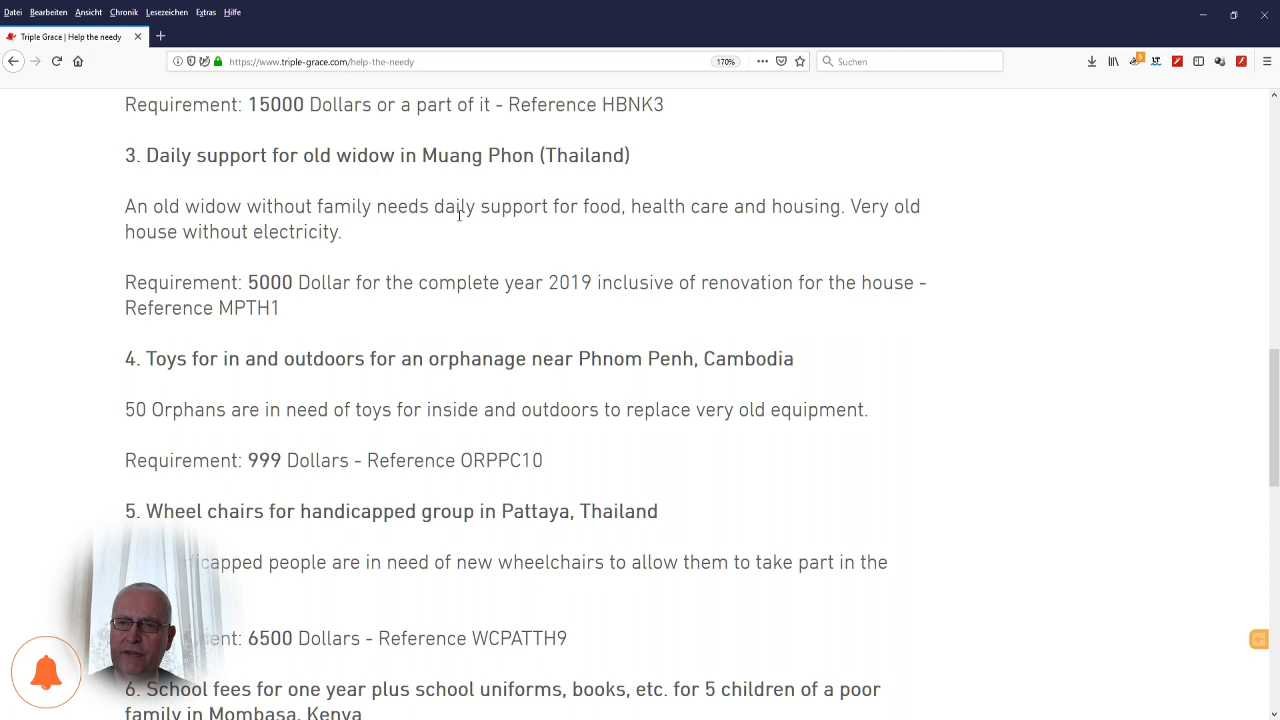 Datei Bearbeiten Ansicht Chronik Lesezeichen Extras Hilfe
Triple Grace | Help the needy
https://www.triple-grace.com/help-the-needy
170%
Suchen
Requirement: 15000 Dollars or a part of it - Reference HBNK3
3. Daily support for old widow in Muang Phon (Thailand)
An old widow without family needs daily support for food, health care and housing. Very old
house without electricity.
Requirement: 5000 Dollar for the complete year 2019 inclusive of renovation for the house -
Reference MPTH1
4. Toys for in and outdoors for an orphanage near Phnom Penh, Cambodia
50 Orphans are in need of toys for inside and outdoors to replace very old equipment.
Requirement: 999 Dollars - Reference ORPPC10
5. Wheel chairs for handicapped group in Pattaya, Thailand
people are in need of new wheelchairs to allow them to take part in the
6500 Dollars - Reference WCPATTH9
6. School fees for one year plus school uniforms, books, etc. for 5 children of a poor
family in Mombasa, Kenya